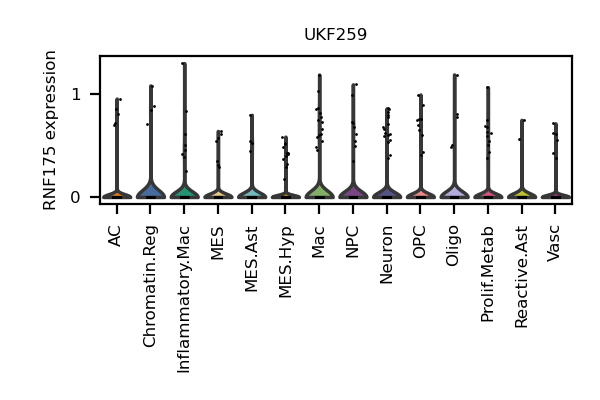 UKF259
RNF175 expression
1
0
AC
Chromatin.Reg
Inflammatory.Mac
MES
MES.Ast
MES.Hyp
Mac
NPC
Neuron
OPC
Oligo
Prolif.Metab
Reactive.Ast
Vasc